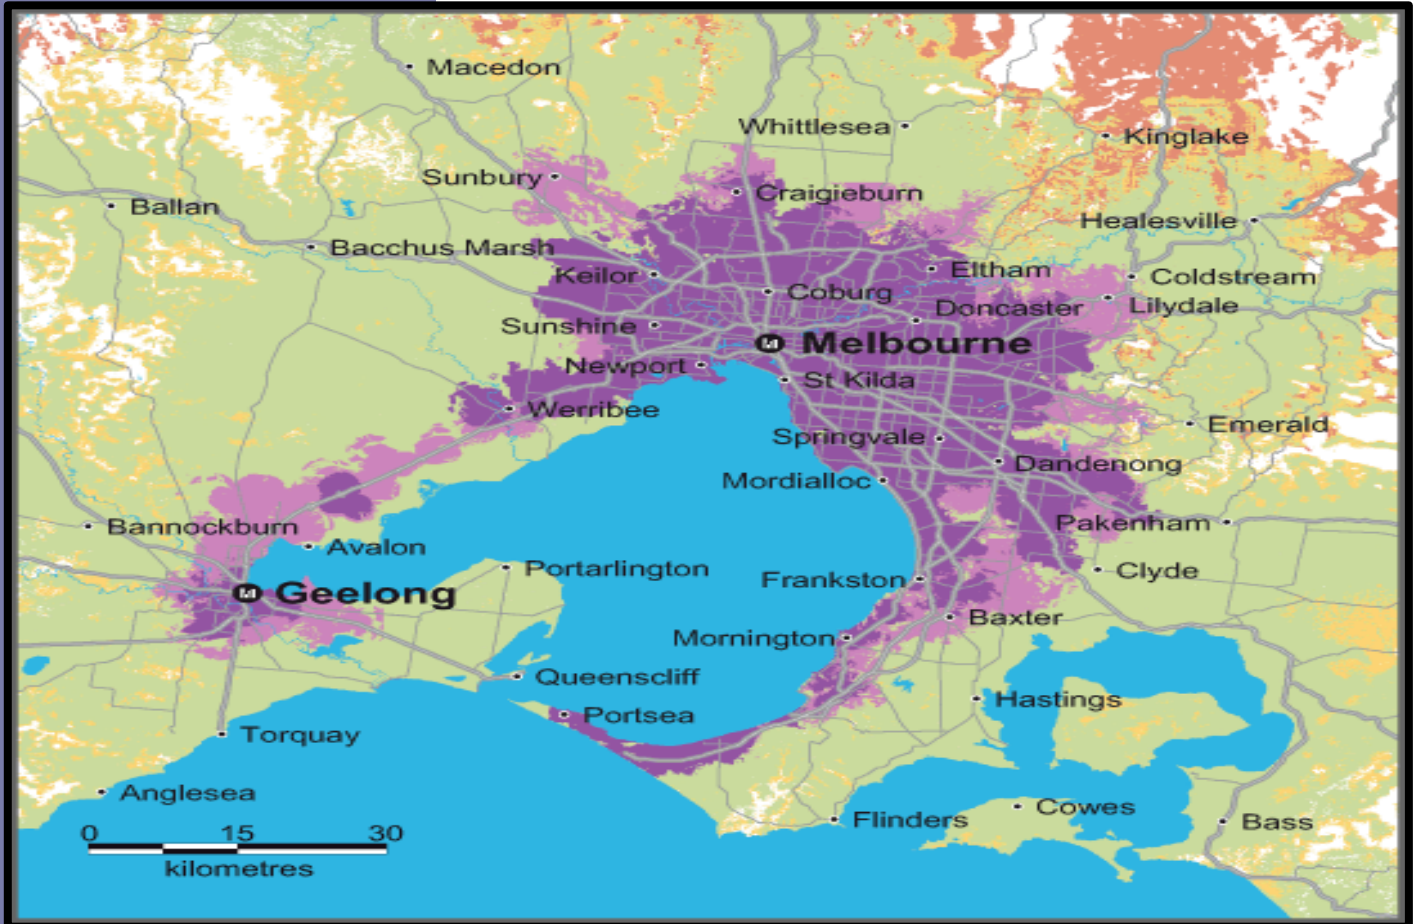 Macedon
Whittlesea
Kinglake
Sunbury
Craigieburn
Ballan
Healesville
Bacchus Marsh
Keilor
Eltham
Coldstream
Coburg
Doncaster
Lilydale
Sunshine
M
Melbourne
Newport
St Kilda
Werribee
Emerald
Springvale
Dandenong
Mordialloc
Bannockburn
Pakenham
Avalon
Portarlington
Clyde
Frankston
M
Geelong
Baxter
Mornington
Queenscliff
Hastings
Portsea
Torquay
Anglesea
Cowes
Flinders
Bass
0 15 30
kilometres